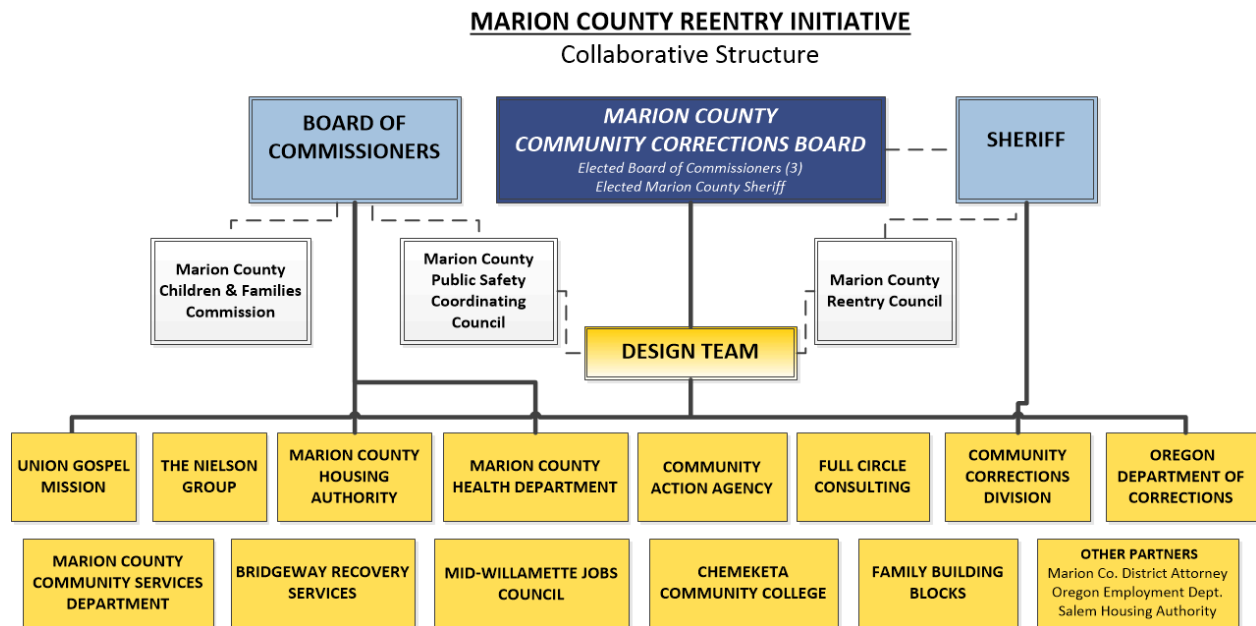 MARION COUNTY REENTRY INITIATIVE
Collaborative Structure
BOARD OF
COMMISSIONERS
MARION COUNTY
COMMUNITY CORRECTIONS BOARD
Elected Board of Commissioners (3)
Elected Marion County Sheriff
SHERIFF
Marion County
Children & Families
Commission
Marion County
Public Safety
Coordinating
Council
Marion County
Reentry Council
DESIGN TEAM
UNION GOSPEL
MISSION
THE NIELSON
GROUP
MARION COUNTY
HOUSING
AUTHORITY
MARION COUNTY
HEALTH DEPARTMENT
COMMUNITY
ACTION AGENCY
FULL CIRCLE
CONSULTING
COMMUNITY
CORRECTIONS
DIVISION
OREGON
DEPARTMENT OF
CORRECTIONS
MARION COUNTY
COMMUNITY SERVICES
DEPARTMENT
BRIDGEWAY RECOVERY
SERVICES
MID-WILLAMETTE JOBS
COUNCIL
CHEMEKETA
COMMUNITY COLLEGE
FAMILY BUILDING
BLOCKS
OTHER PARTNERS
Marion Co. District Attorney
Oregon Employment Dept.
Salem Housing Authority